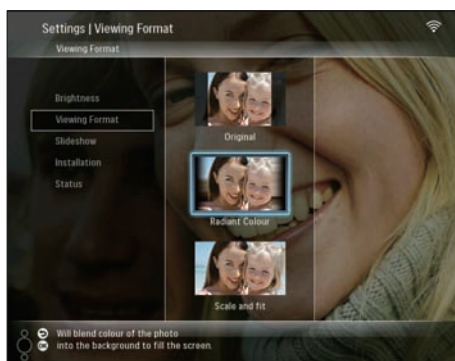 Settings | Viewing Format
Viewing Format
Brightness
Viewing Format
Slideshow
Installation
Status
Original
Radiant Colour
Scale and fit
Will blend colour of the photo
OK into the background to fill the screen.